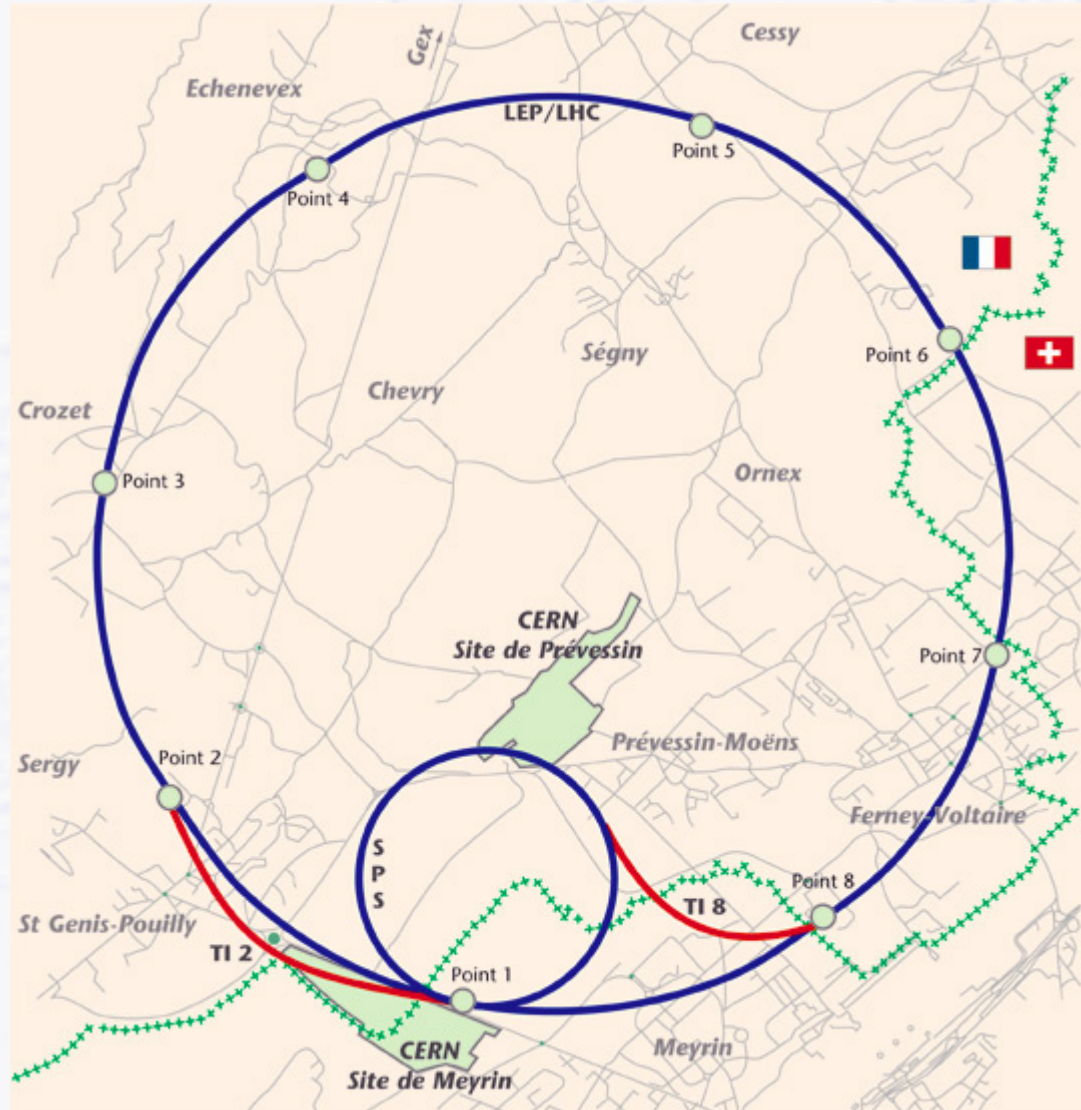 Cessy
Gex
Echenevex
LEP/LHC
Point 5
Point 4
Point 6
Ségny
Chevry
Crozet
Ornex
Point 3
CERN
Site de Prévessin
Point 7
Prévessin-Moëns
Point 2
Sergy
Ferney-Voltaire
S
P
S
Point 8
TI 8
St Genis-Pouilly
TI 2
Point 1
Meyrin
CERN
Site de Meyrin